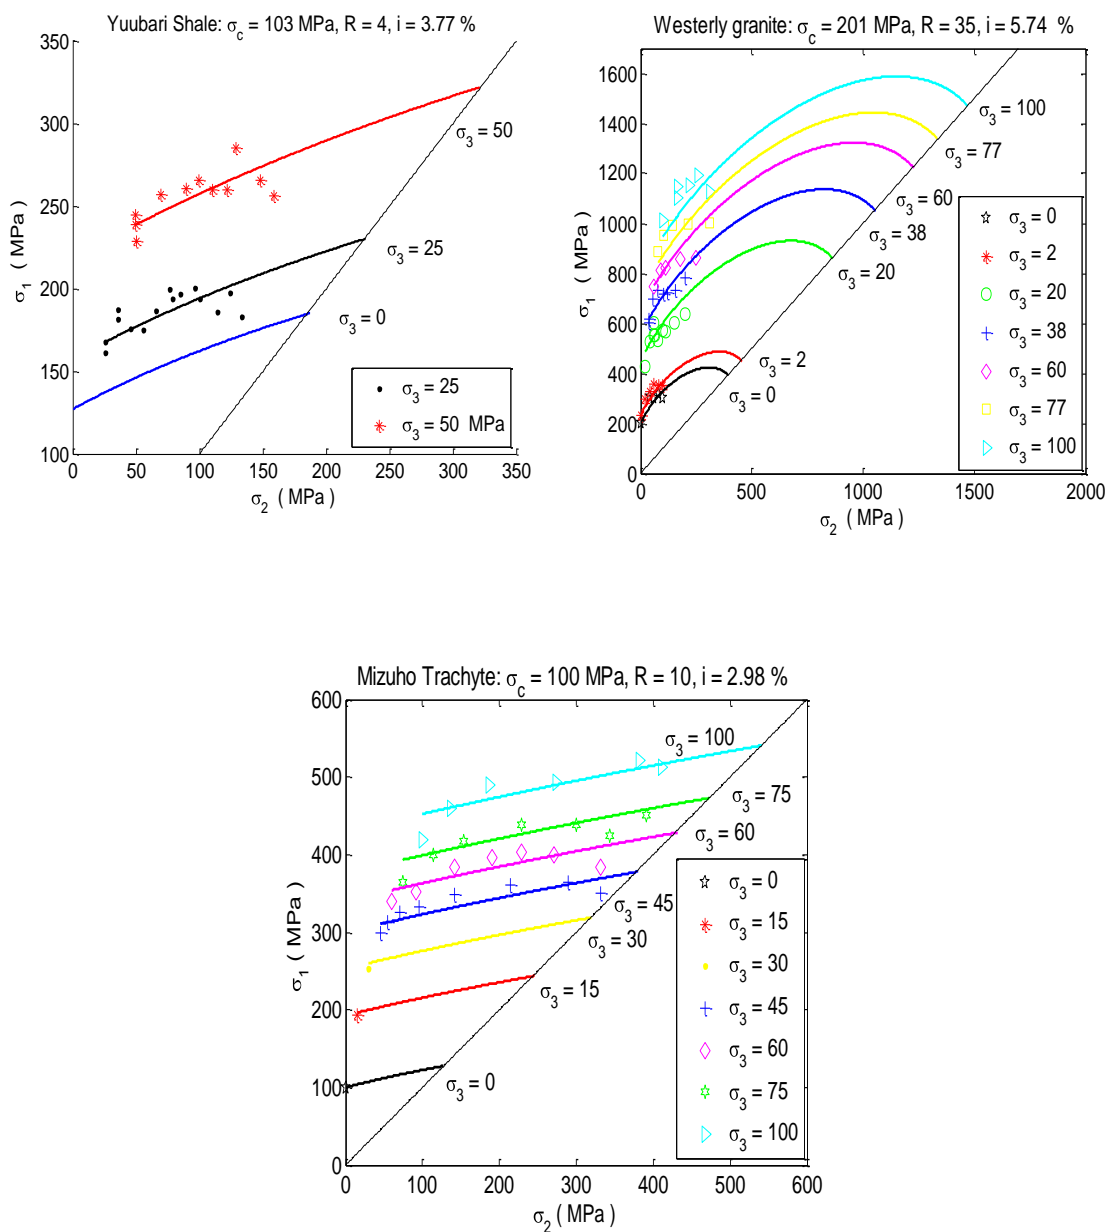 Yuubari Shale: σc = 103 MPa, R = 4, i = 3.77 %
350
300
250
200
150
100
σ1 ( MPa)
σ3 = 50
σ3 = 25
σ3 = 0
σ3 = 25
σ3 = 50 MPa
0 50 100 150 200 250 300 350
σ2 ( MPa)
Westerly granite: σc = 201 MPa, R = 35, i = 5.74 %
1600
1400
1200
1000
800
600
400
200
0
σ1 ( MPa)
σ3 = 100
σ3 = 77
σ3 = 60
σ3 = 38
σ3 = 20
σ3 = 2
σ3 = 0
σ3 = 0
σ3 = 2
σ3 = 20
σ3 = 38
σ3 = 60
σ3 = 77
σ3 = 100
0 500 1000 1500 2000
σ2 ( MPa)
Mizuho Trachyte: σc = 100 MPa, R = 10, i = 2.98 %
600
500
400
300
200
100
0
σ1 ( MPa)
σ3 = 100
σ3 = 75
σ3 = 60
σ3 = 45
σ3 = 30
σ3 = 15
σ3 = 0
σ3 = 0
σ3 = 15
σ3 = 30
σ3 = 45
σ3 = 60
σ3 = 75
σ3 = 100
0 100 200 300 400 500 600
σ2 ( MPa)